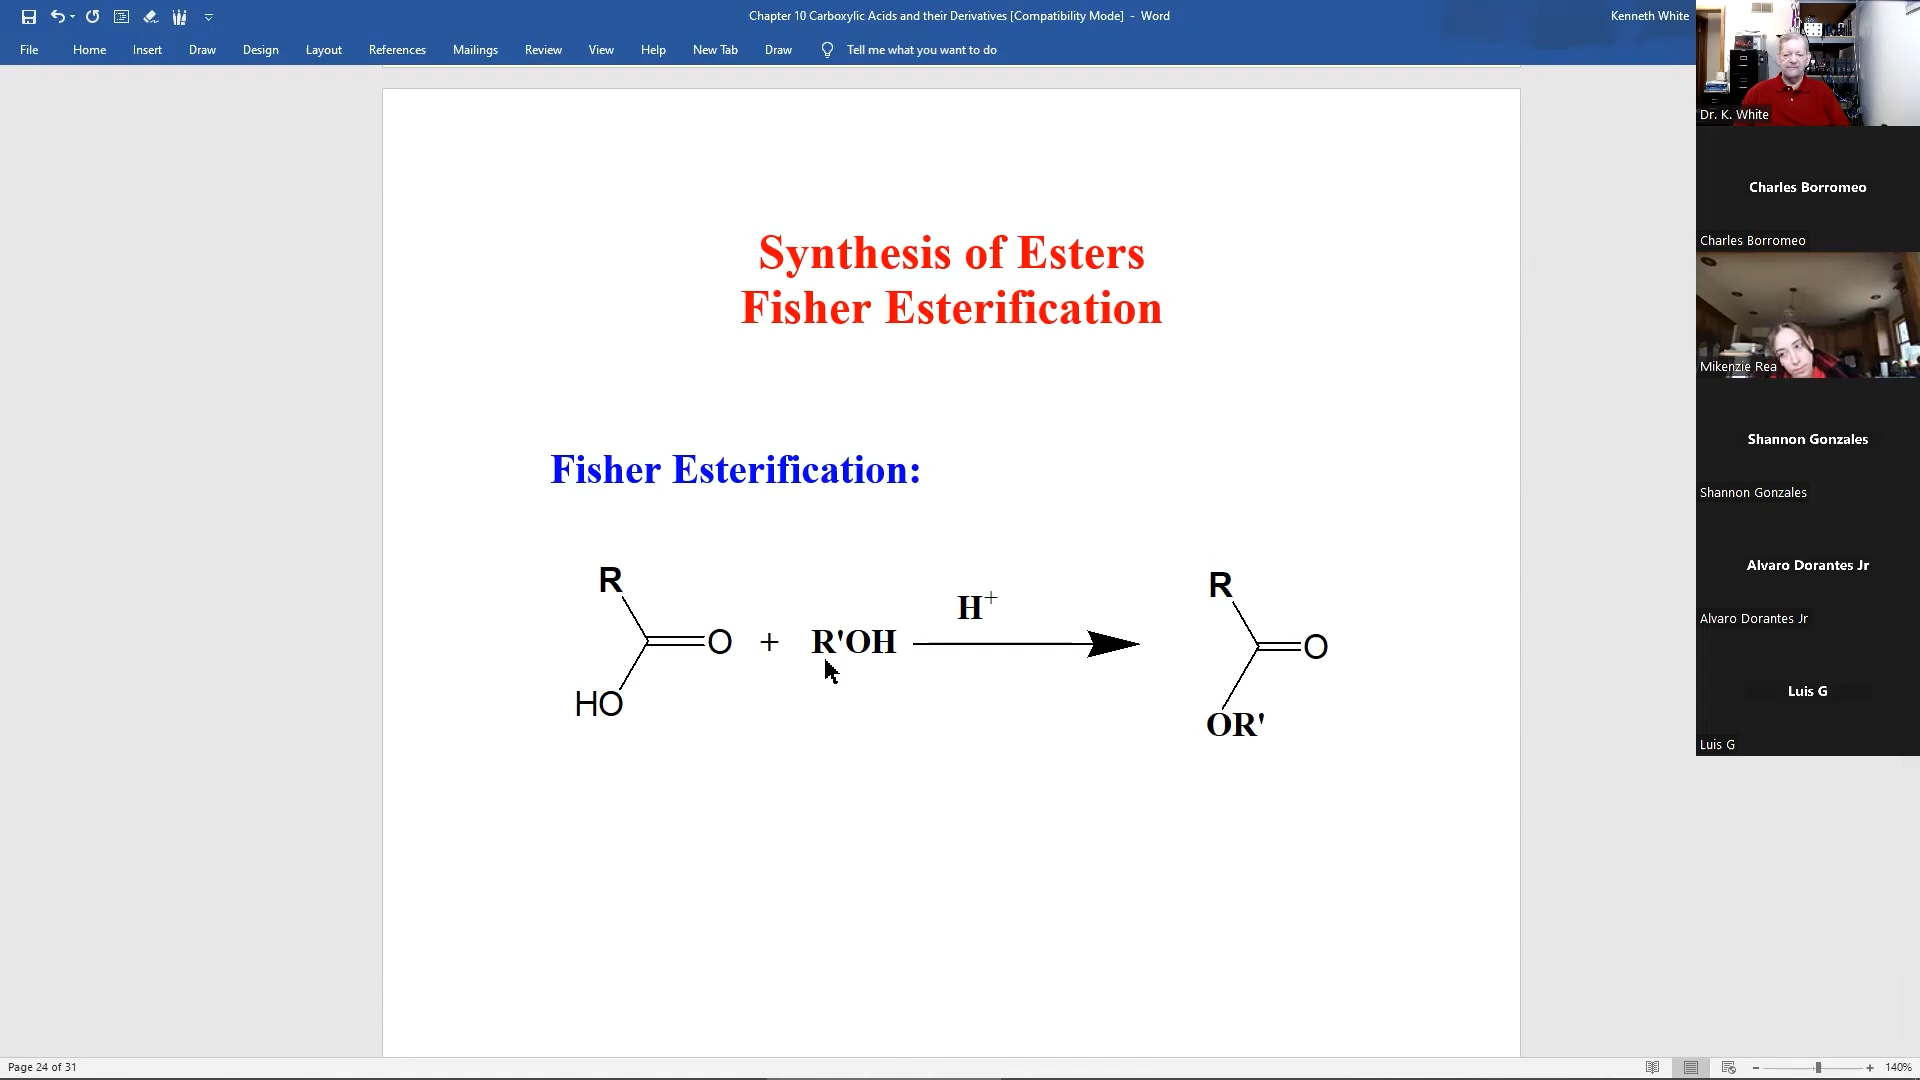 Chapter 10 Carboxylic Acids and their Derivatives [Compatibility Mode] - Word
Kenneth White
File Home Insert Draw Design Layout References Mailings Review View Help New Tab Draw Tell me what you want to do
Synthesis of Esters
Fisher Esterification
Fisher Esterification:
R
HO
O
+
R'OH
H+
R
O
OR'
Dr. K. White
Charles Borromeo
Charles Borromeo
Mikenzie Rea
Shannon Gonzales
Shannon Gonzales
Alvaro Dorantes Jr
Alvaro Dorantes Jr
Luis G
Luis G
Page 24 of 31
140%